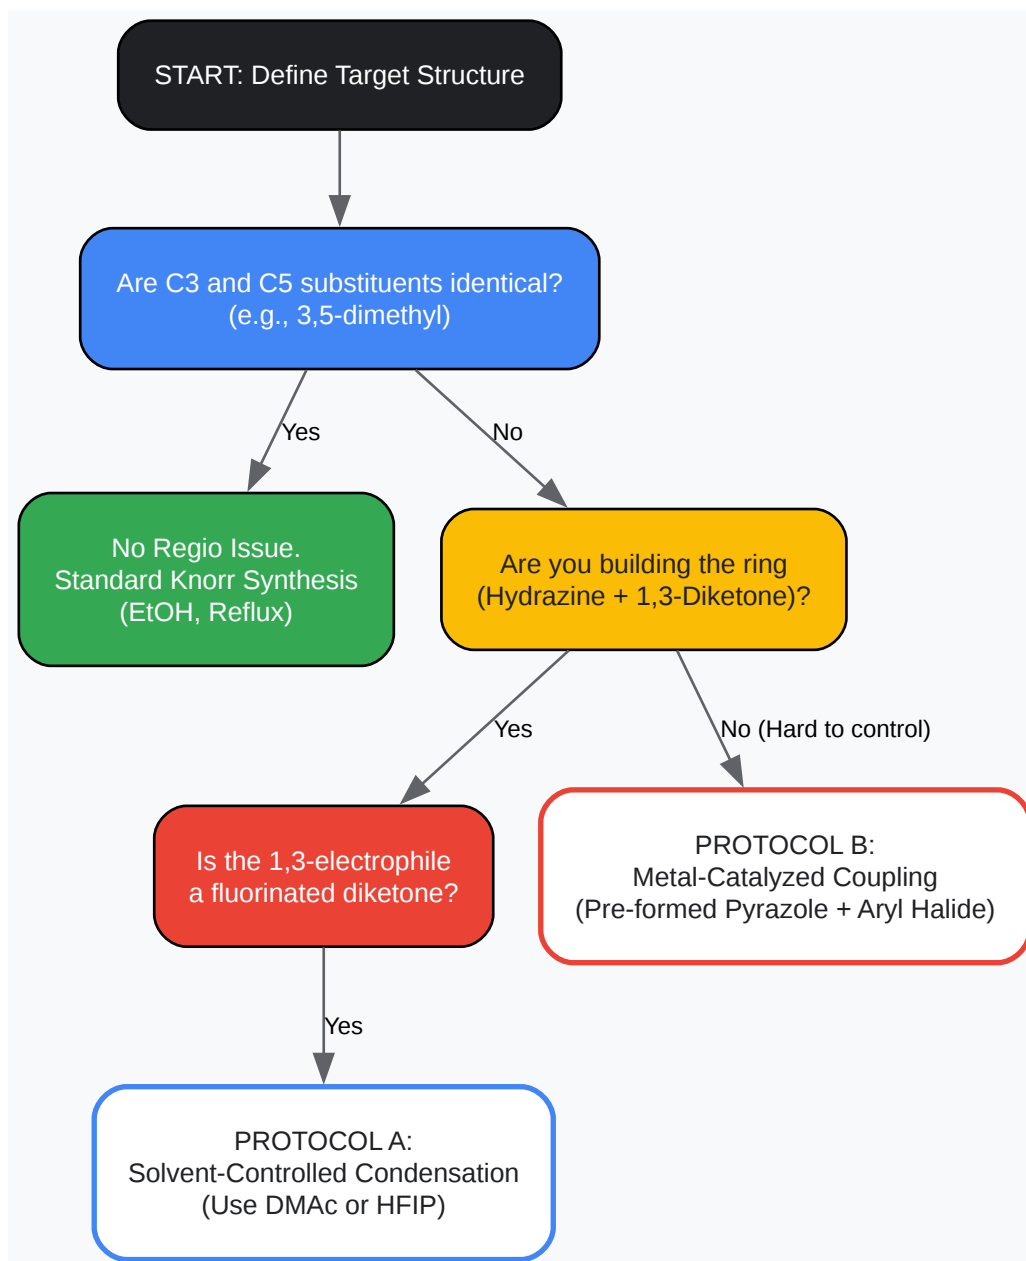 START: Define Target Structure
Are C3 and C5 substituents identical?
(e.g., 3,5-dimethyl)
Yes
No
No Regio Issue.
Standard Knorr Synthesis
(EtOH, Reflux)
Are you building the ring
(Hydrazine + 1,3-Diketone)?
Yes
No (Hard to control)
Is the 1,3-electrophile
a fluorinated diketone?
PROTOCOL B:
Metal-Catalyzed Coupling
(Pre-formed Pyrazole + Aryl Halide)
Yes
PROTOCOL A:
Solvent-Controlled Condensation
(Use DMAc or HFIP)